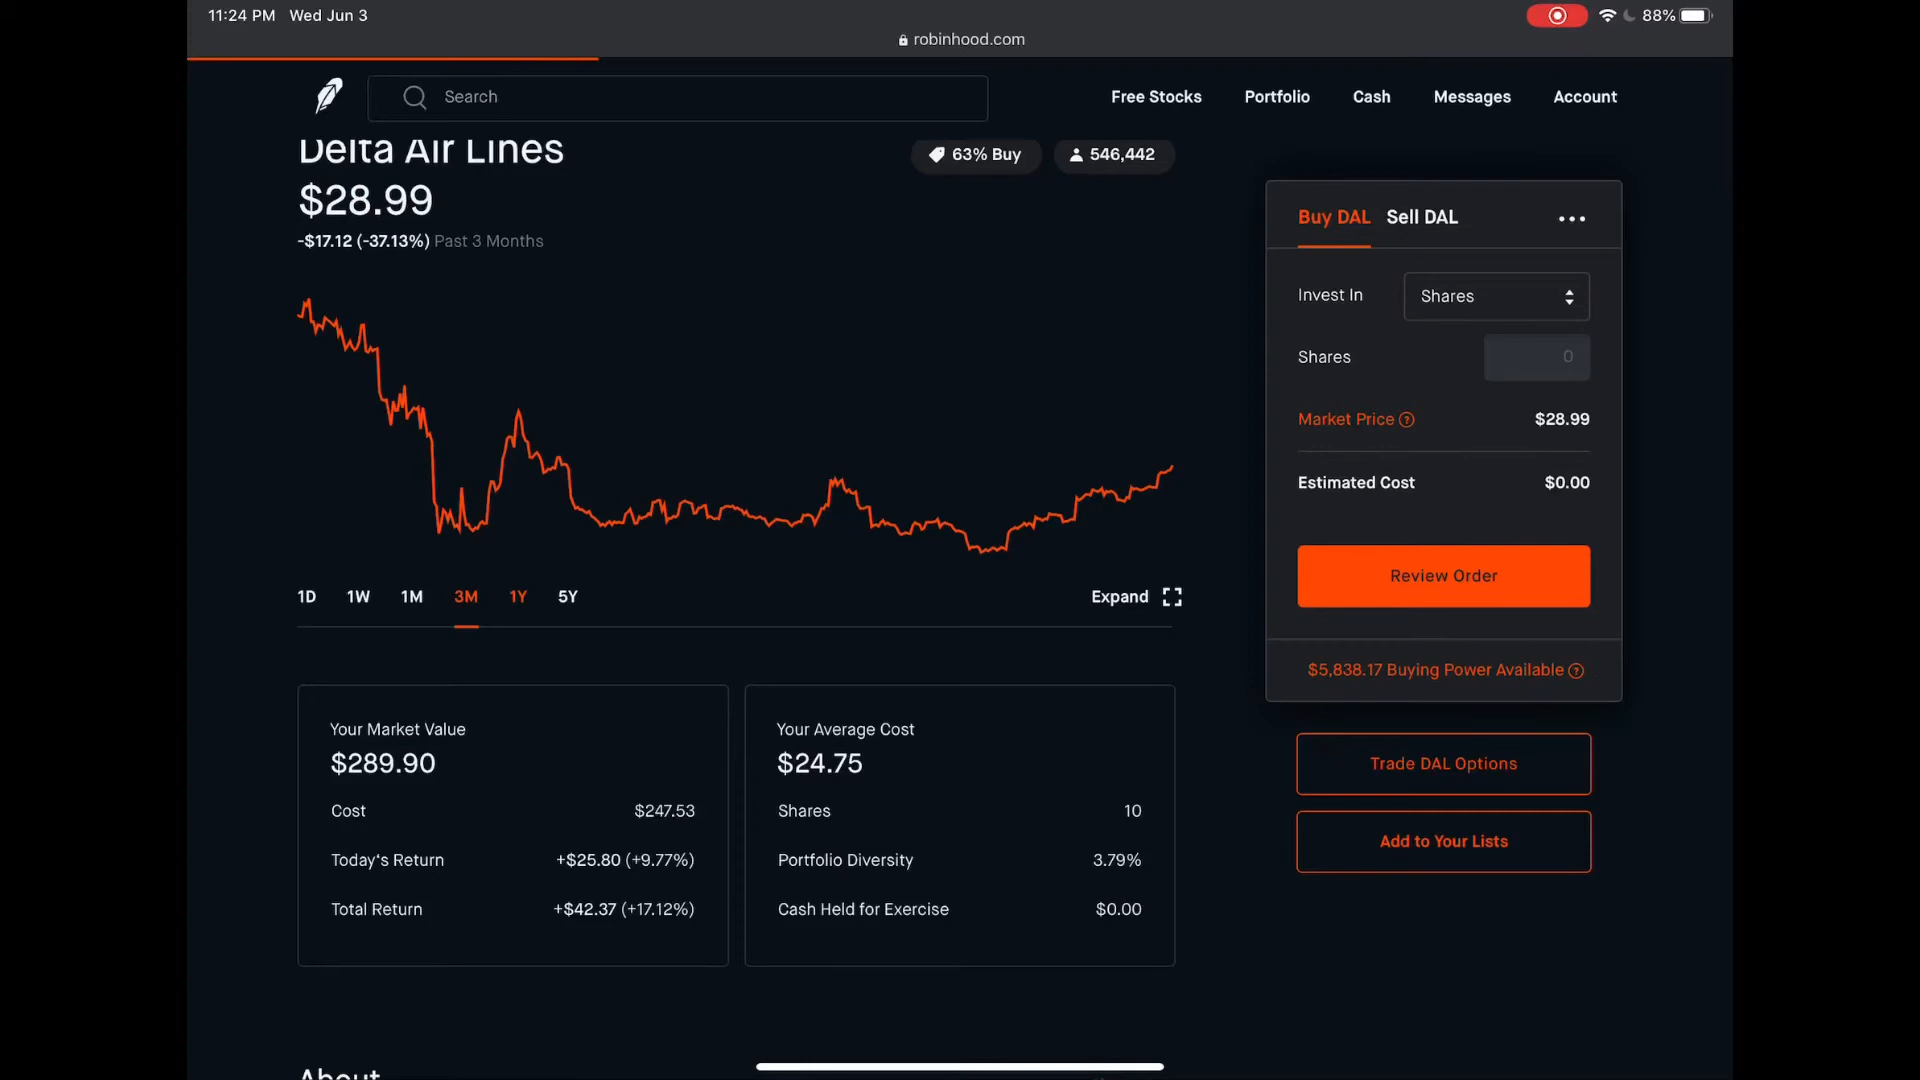 11:24 PM Wed Jun 3
88%
robinhood.com
Search
Free Stocks
Portfolio
Cash
Messages
Account
Delta Air Lines
63% Buy
546,442
$28.99
-$17.12 (-37.13%) Past 3 Months
1D 1W 1M 3M 1Y 5Y
Expand
Your Market Value
$289.90
Cost $247.53
Today's Return +$25.80 (+9.77%)
Total Return +$42.37 (+17.12%)
Your Average Cost
$24.75
Shares 10
Portfolio Diversity 3.79%
Cash Held for Exercise $0.00
Buy DAL Sell DAL
Invest In Shares
Shares 0
Market Price ? $28.99
Estimated Cost $0.00
Review Order
$5,838.17 Buying Power Available ?
Trade DAL Options
Add to Your Lists
About